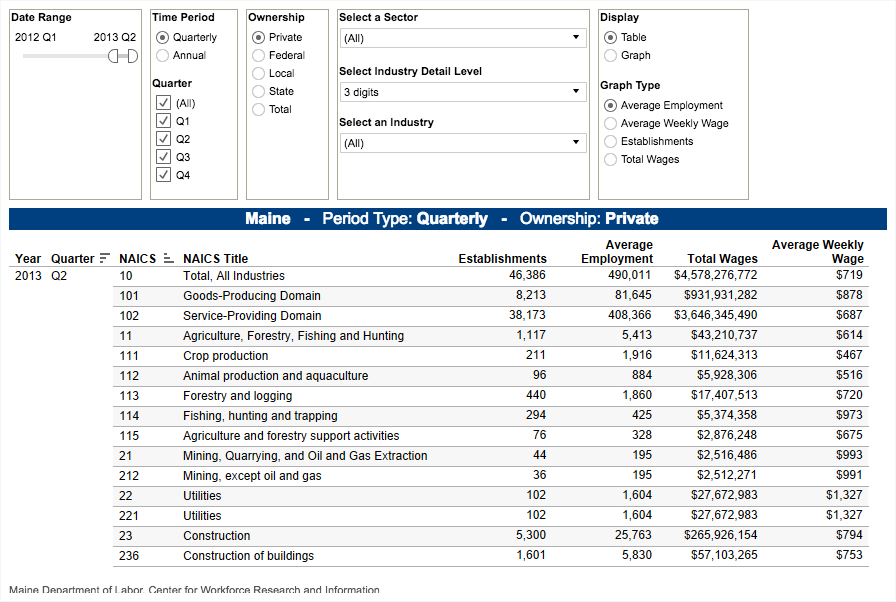 Date Range
2012 Q1 2013 Q2
Time Period
Quarterly
Annual
Quarter
(All)
Q1
Q2
Q3
Q4
Ownership
Private
Federal
Local
State
Total
Select a Sector
(All)
Select Industry Detail Level
3 digits
Select an Industry
(All)
Display
Table
Graph
Graph Type
Average Employment
Average Weekly Wage
Establishments
Total Wages
Maine - Period Type: Quarterly - Ownership: Private
Year Quarter NAICS NAICS Title Establishments Average Employment Total Wages Average Weekly Wage
2013 Q2 10 Total, All Industries 46,386 490,011 $4,578,276,772 $719
101 Goods-Producing Domain 8,213 81,645 $931,931,282 $878
102 Service-Providing Domain 38,173 408,366 $3,646,345,490 $687
11 Agriculture, Forestry, Fishing and Hunting 1,117 5,413 $43,210,737 $614
111 Crop production 211 1,916 $11,624,313 $467
112 Animal production and aquaculture 96 884 $5,928,306 $516
113 Forestry and logging 440 1,860 $17,407,513 $720
114 Fishing, hunting and trapping 294 425 $5,374,358 $973
115 Agriculture and forestry support activities 76 328 $2,876,248 $675
21 Mining, Quarrying, and Oil and Gas Extraction 44 195 $2,516,486 $993
212 Mining, except oil and gas 36 195 $2,512,271 $991
22 Utilities 102 1,604 $27,672,983 $1,327
221 Utilities 102 1,604 $27,672,983 $1,327
23 Construction 5,300 25,763 $265,926,154 $794
236 Construction of buildings 1,601 5,830 $57,103,265 $753
Maine Department of Labor, Center for Workforce Research and Information